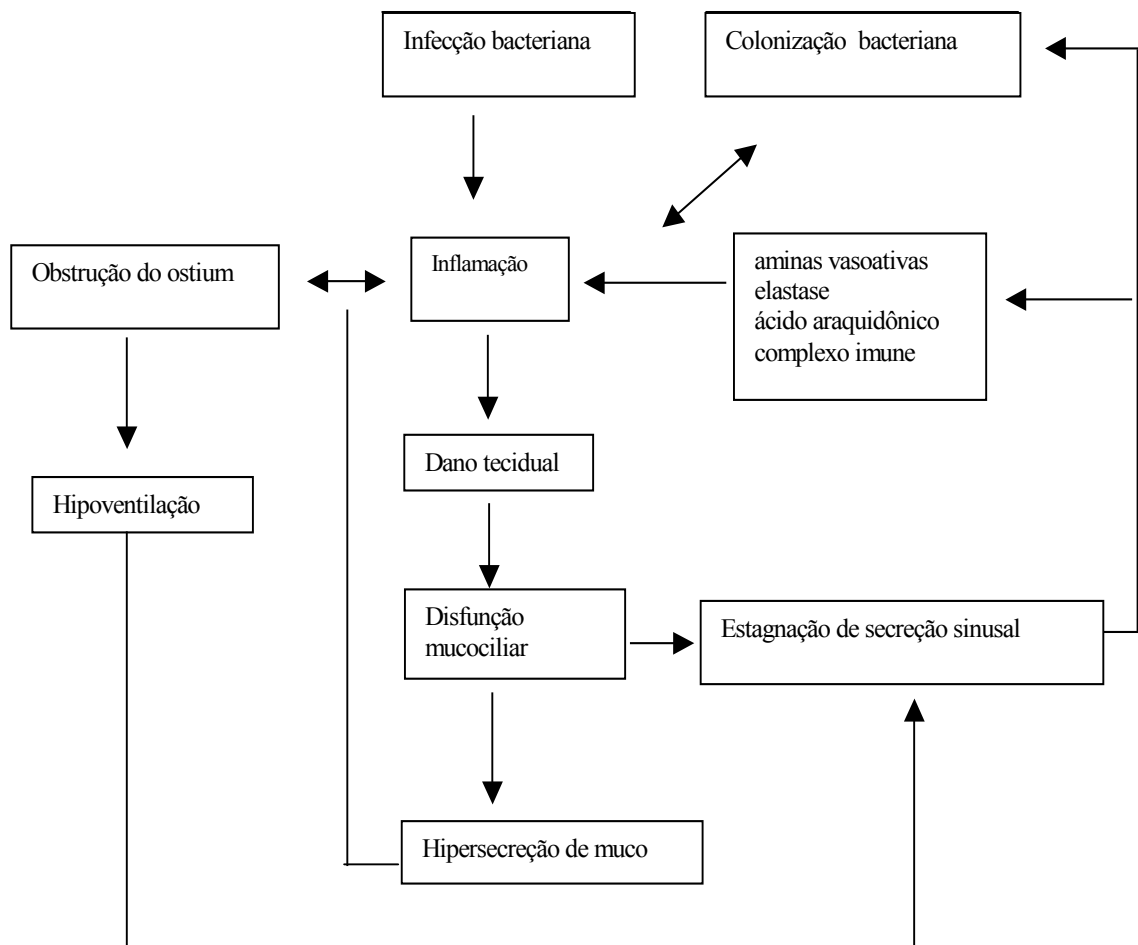 Infecção bacteriana
Colonização bacteriana
Obstrução do ostium
Inflamação
aminas vasoativas
elastase
ácido araquidônico
complexo imune
Dano tecidual
Hipoventilação
Disfunção
mucociliar
Estagnação de secreção sinusal
Hipersecreção de muco